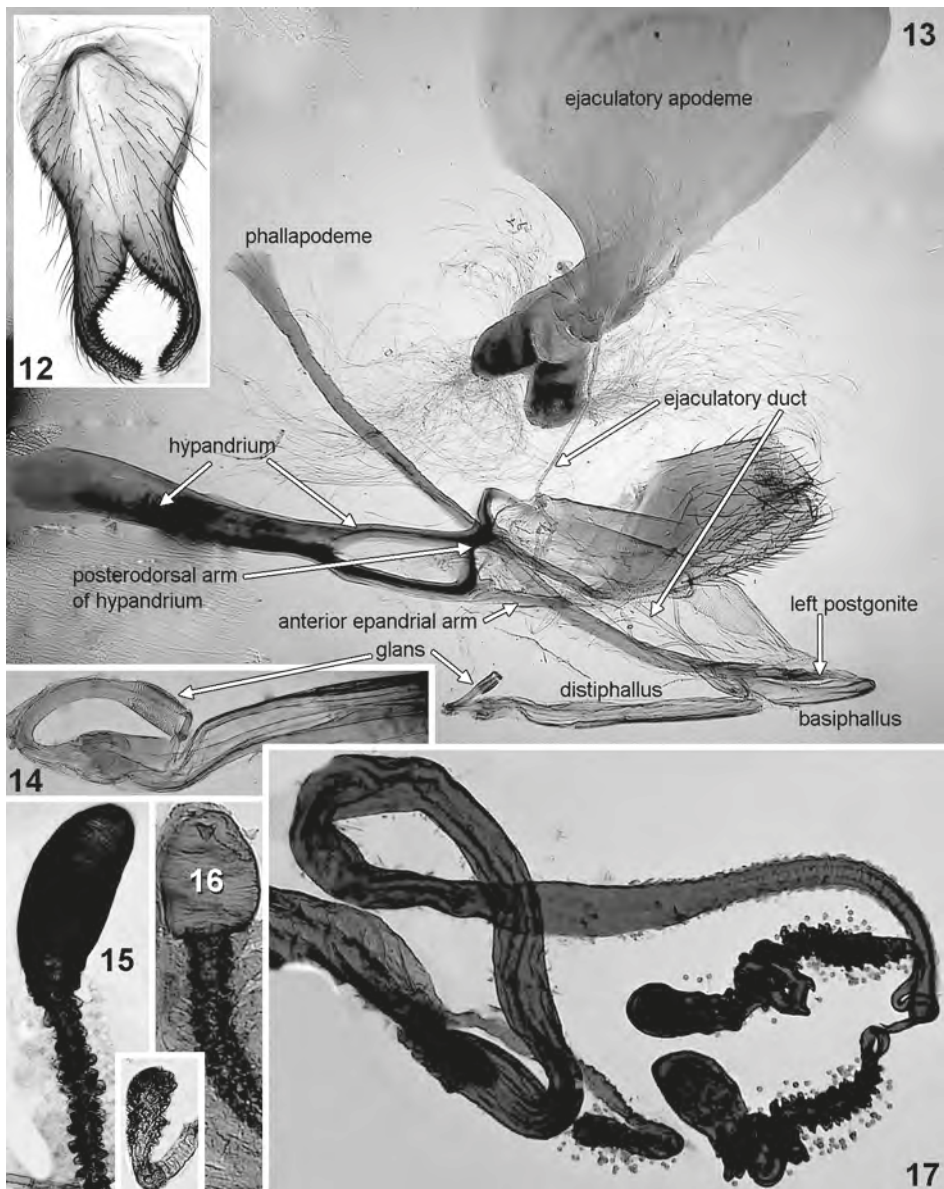 13
ejaculatory apodeme
phallapodeme
12
ejaculatory duct
hypandrium
posterodorsal arm
of hypandrium
left postgonite
anterior epandrial arm
glans
distiphallus
basiphallus
14
16
15
17